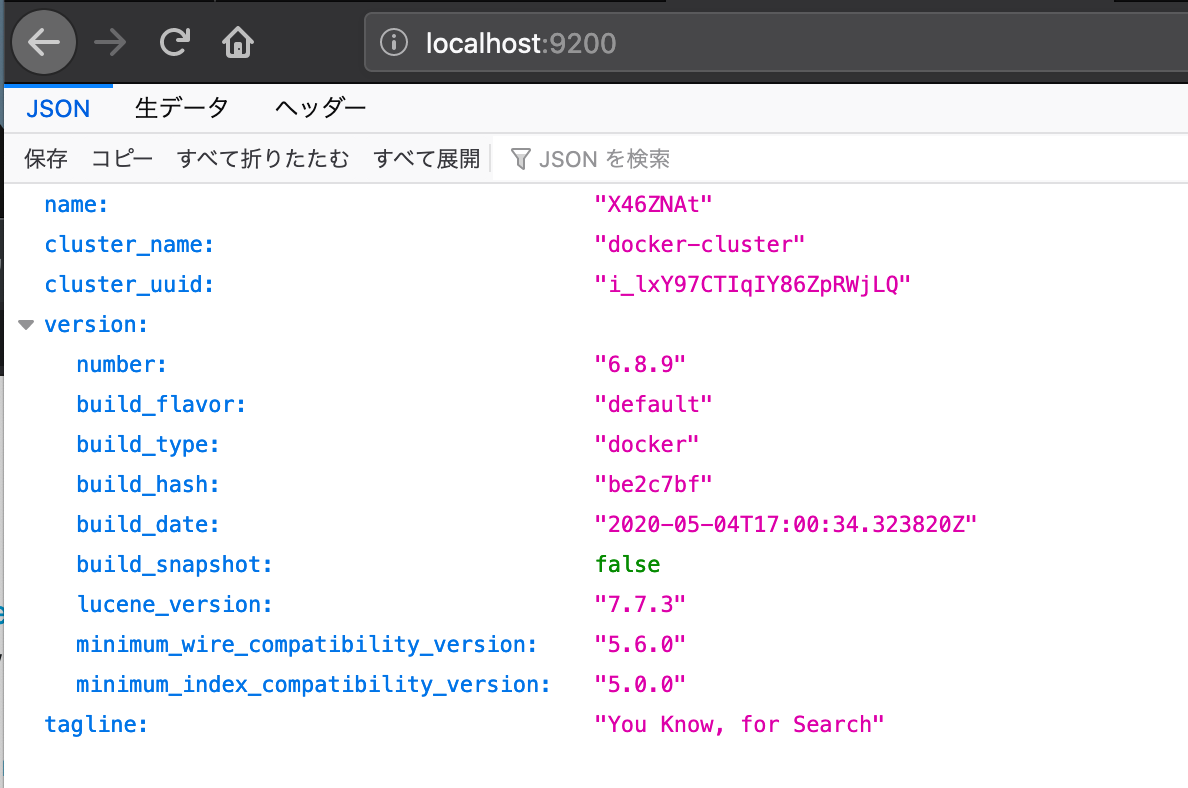 localhost:9200
JSON 生データ ヘッダー
保存 コピー すべて折りたたむ すべて展開 JSON を検索
name: "X46ZNAt"
cluster_name: "docker-cluster"
cluster_uuid: "i_lxY97CTIqIY86ZpRWjLQ"
version:
number: "6.8.9"
build_flavor: "default"
build_type: "docker"
build_hash: "be2c7bf"
build_date: "2020-05-04T17:00:34.323820Z"
build_snapshot: false
lucene_version: "7.7.3"
minimum_wire_compatibility_version: "5.6.0"
minimum_index_compatibility_version: "5.0.0"
tagline: "You Know, for Search"